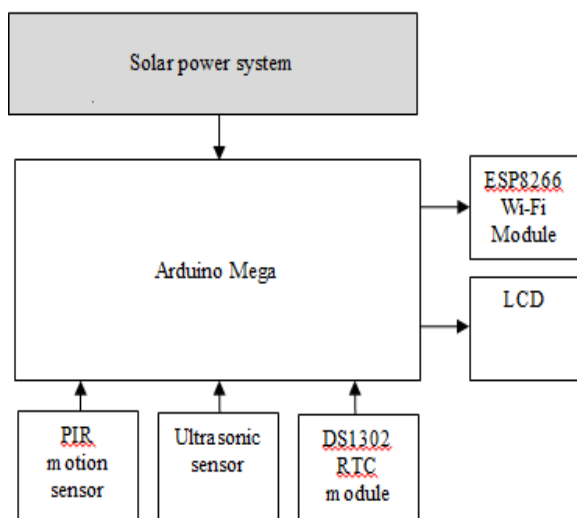 Solar power system
Arduino Mega
ESP8266
Wi-Fi
Module
LCD
PIR
motion
sensor
Ultrasonic
sensor
DS1302
RTC
module